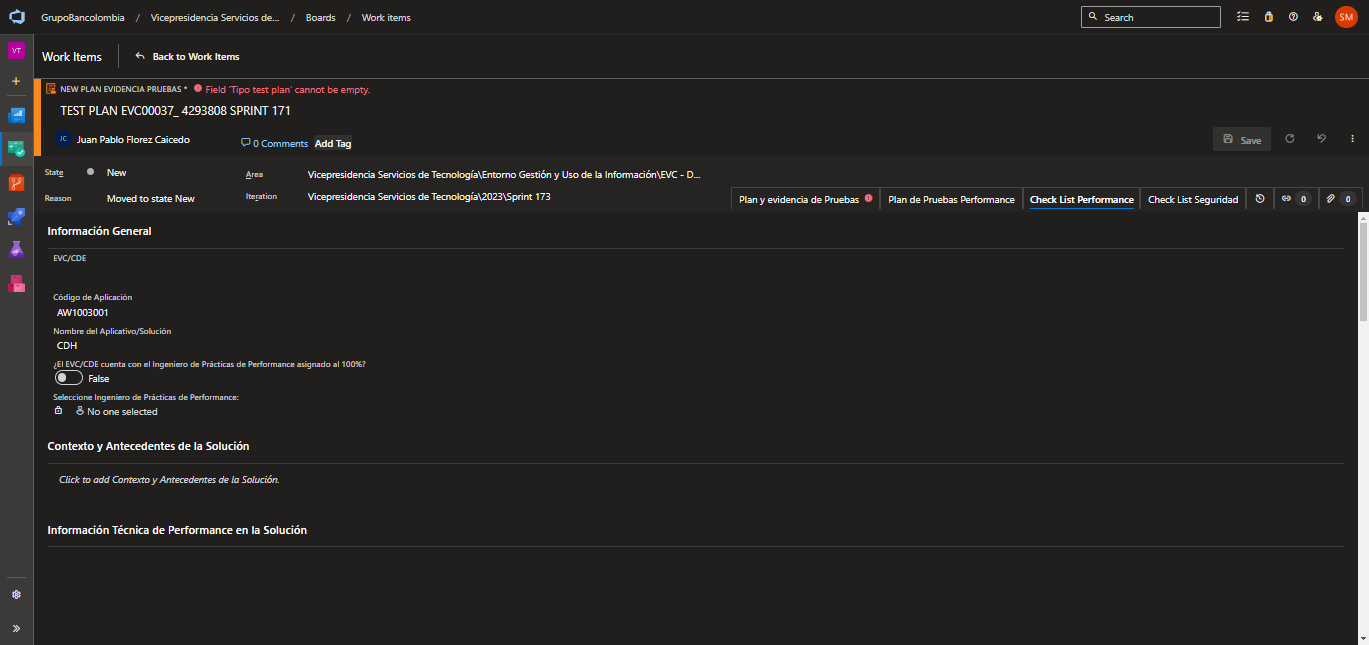 GrupoBancolombia / Vicepresidencia Servicios de... / Boards / Work items
Search
SM
VT
Work Items
Back to Work Items
NEW PLAN EVIDENCIA PRUEBAS * Field 'Tipo test plan' cannot be empty.
TEST PLAN EVC00037_ 4293808 SPRINT 171
JC Juan Pablo Florez Caicedo
0 Comments
Add Tag
Save
State New
Area Vicepresidencia Servicios de Tecnología\Entorno Gestión y Uso de la Información\EVC - D...
Reason Moved to state New
Iteration Vicepresidencia Servicios de Tecnología\2023\Sprint 173
Plan y evidencia de Pruebas
Plan de Pruebas Performance
Check List Performance
Check List Seguridad
0
0
Información General
EVC/CDE
Código de Aplicación
AW1003001
Nombre del Aplicativo/Solución
CDH
¿El EVC/CDE cuenta con el Ingeniero de Prácticas de Performance asignado al 100%?
False
Seleccione Ingeniero de Prácticas de Performance:
No one selected
Contexto y Antecedentes de la Solución
Click to add Contexto y Antecedentes de la Solución.
Información Técnica de Performance en la Solución